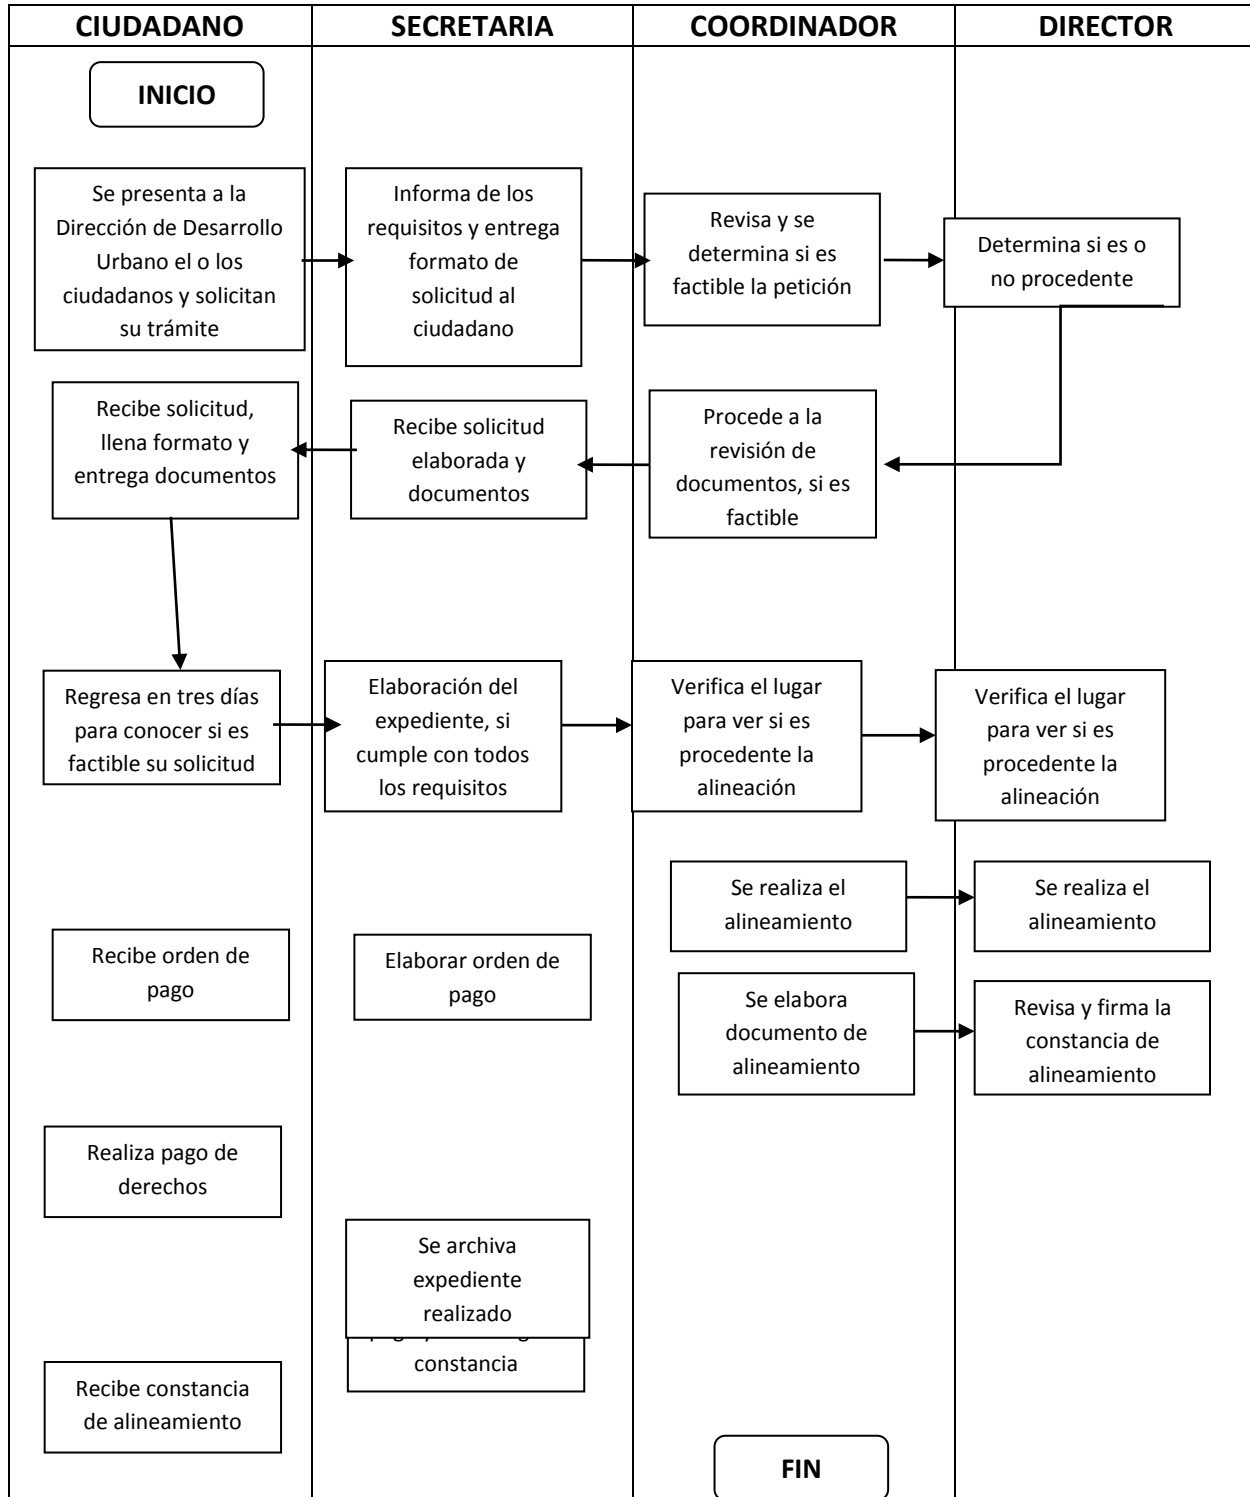 CIUDADANO
SECRETARIA
COORDINADOR
DIRECTOR
INICIO
Se presenta a la
Dirección de Desarrollo
Urbano el o los
ciudadanos y solicitan
su trámite
Informa de los
requisitos y entrega
formato de
solicitud al
ciudadano
Revisa y se
determina si es
factible la petición
Determina si es o
no procedente
Recibe solicitud,
llena formato y
entrega documentos
Recibe solicitud
elaborada y
documentos
Procede a la
revisión de
documentos, si es
factible
Regresa en tres días
para conocer si es
factible su solicitud
Elaboración del
expediente, si
cumple con todos
los requisitos
Verifica el lugar
para ver si es
procedente la
alineación
Verifica el lugar
para ver si es
procedente la
alineación
Se realiza el
alineamiento
Se realiza el
alineamiento
Recibe orden de
pago
Elaborar orden de
pago
Se elabora
documento de
alineamiento
Revisa y firma la
constancia de
alineamiento
Realiza pago de
derechos
Se archiva
expediente
realizado
constancia
Recibe constancia
de alineamiento
FIN